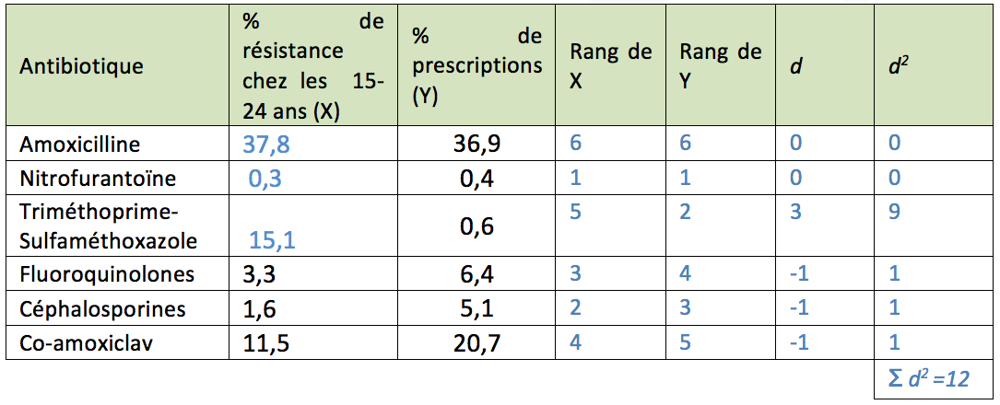 Antibiotique | % de résistance chez les 15-24 ans (X) | % de prescriptions (Y) | Rang de X | Rang de Y | d | d²
Amoxicilline | 37,8 | 36,9 | 6 | 6 | 0 | 0
Nitrofurantoïne | 0,3 | 0,4 | 1 | 1 | 0 | 0
Triméthoprime-Sulfaméthoxazole | 15,1 | 0,6 | 5 | 2 | 3 | 9
Fluoroquinolones | 3,3 | 6,4 | 3 | 4 | -1 | 1
Céphalosporines | 1,6 | 5,1 | 2 | 3 | -1 | 1
Co-amoxiclav | 11,5 | 20,7 | 4 | 5 | -1 | 1
Σ d² =12